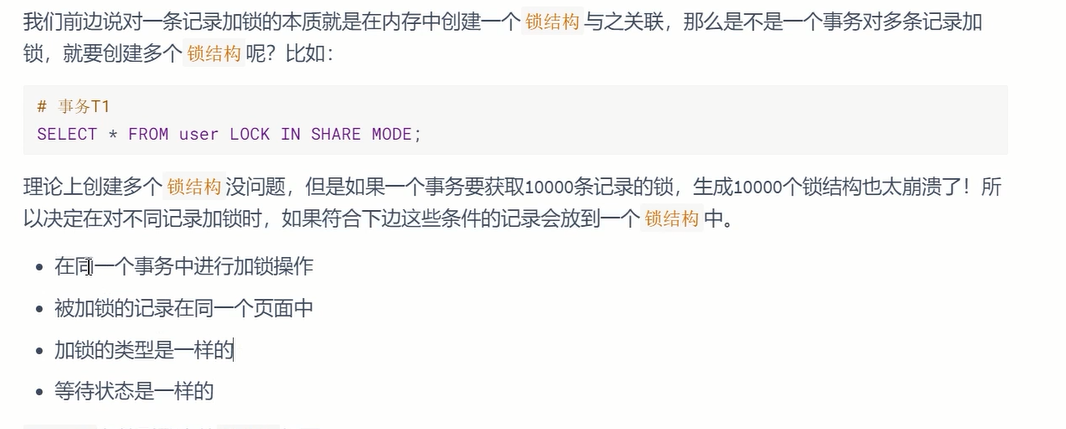 我们前边说对一条记录加锁的本质就是在内存中创建一个 锁结构 与之关联，那么是不是一个事务对多条记录加
锁，就要创建多个 锁结构 呢？比如：
# 事务T1
SELECT * FROM user LOCK IN SHARE MODE;
理论上创建多个 锁结构 没问题，但是如果一个事务要获取10000条记录的锁，生成10000个锁结构也太崩溃了！所
以决定在对不同记录加锁时，如果符合下边这些条件的记录会放到一个 锁结构 中。
• 在同一个事务中进行加锁操作
• 被加锁的记录在同一个页面中
• 加锁的类型是一样的
• 等待状态是一样的